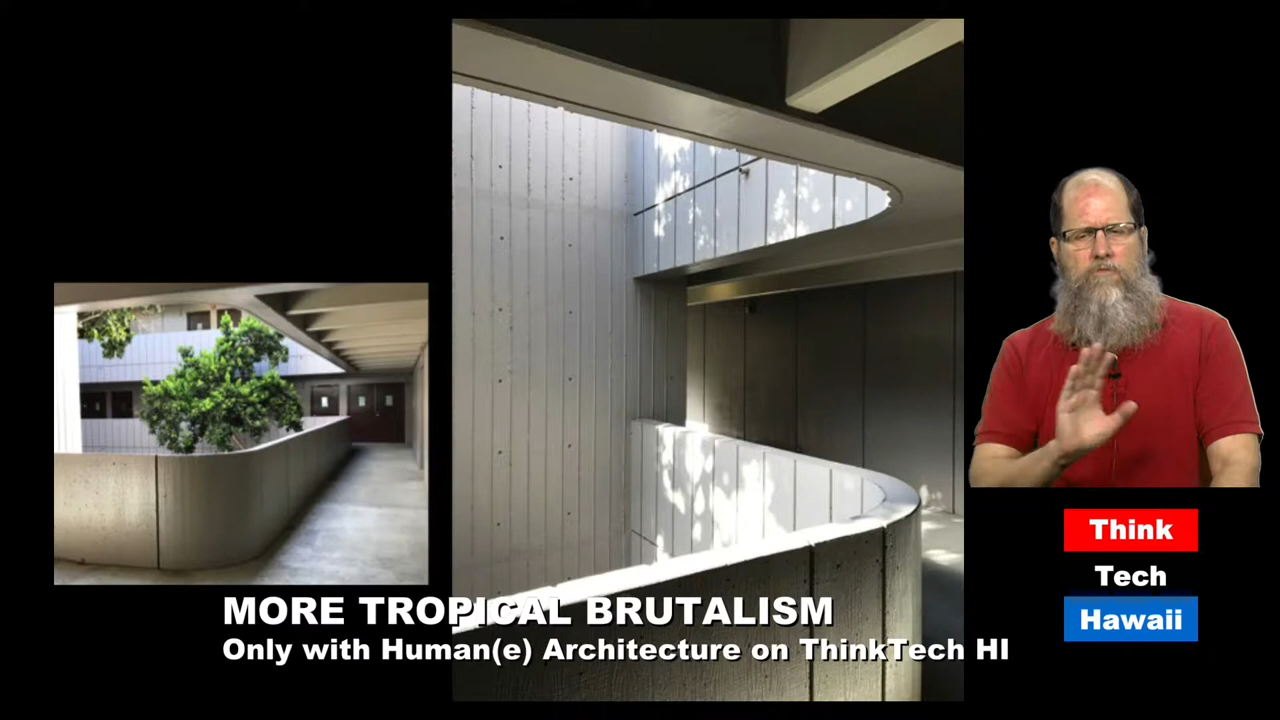 MORE TROPICAL BRUTALISM
Only with Human(e) Architecture on ThinkTech HI
Think
Tech
Hawaii